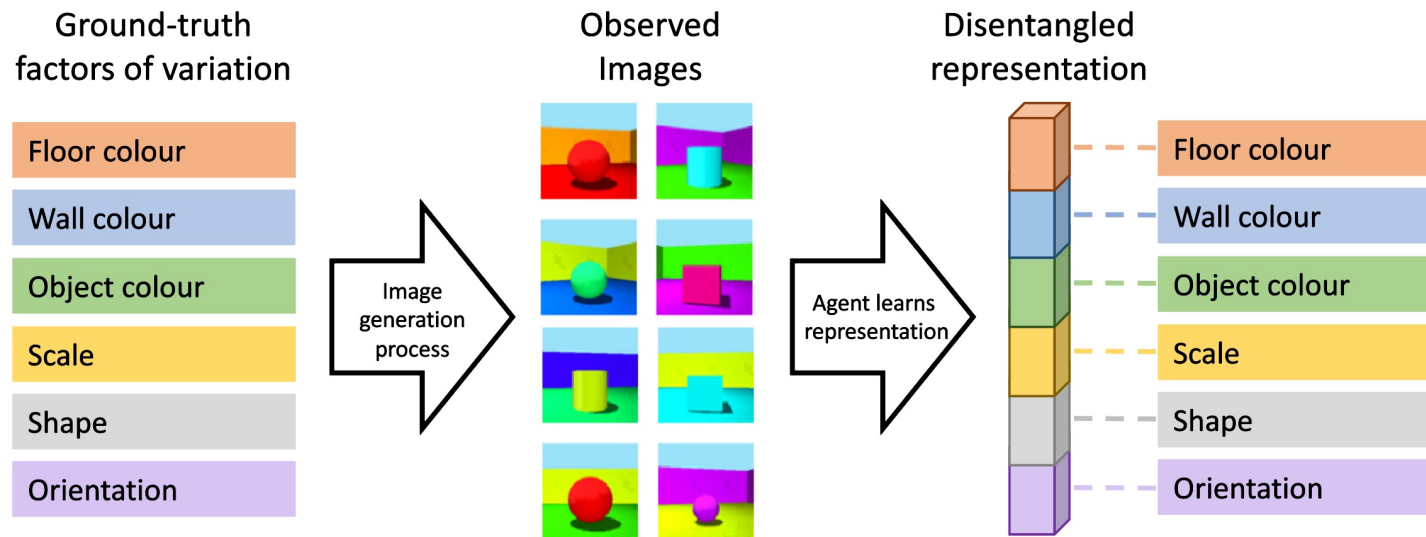 Ground-truth
factors of variation
Floor colour
Wall colour
Object colour
Scale
Shape
Orientation
Image
generation
process
Observed
Images
Agent learns
representation
Disentangled
representation
Floor colour
Wall colour
Object colour
Scale
Shape
Orientation